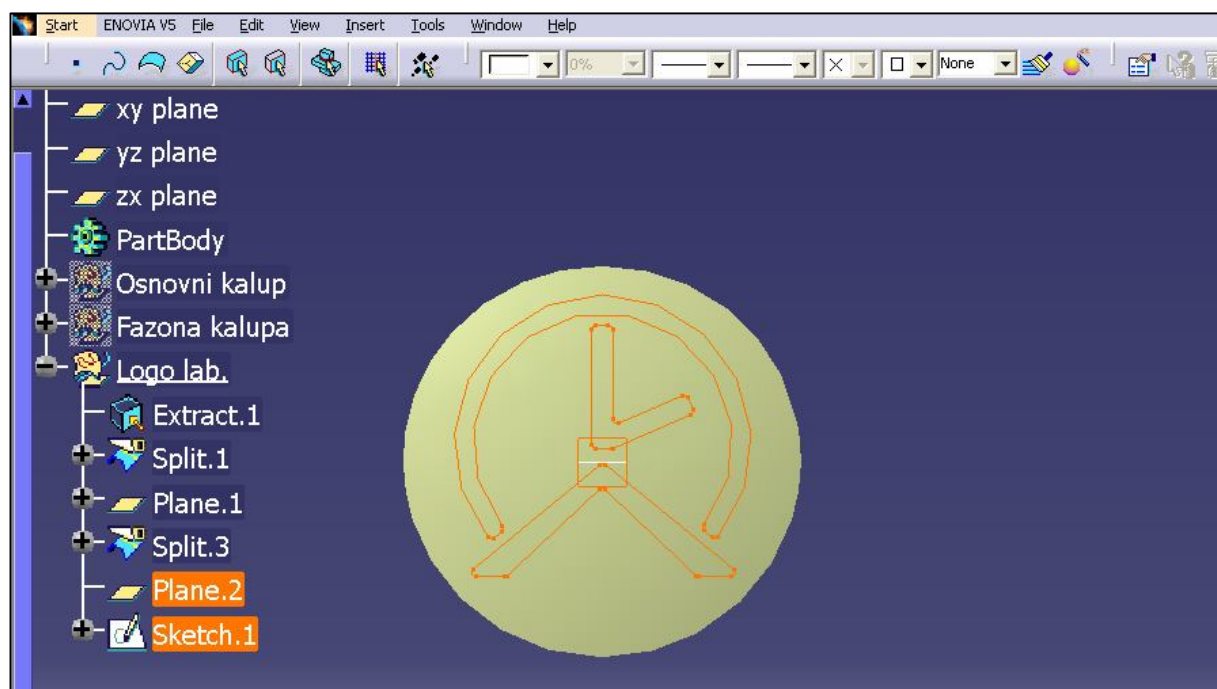 Start ENOVIA V5 File Edit View Insert Tools Window Help
0% None
xy plane
yz plane
zx plane
PartBody
Osnovni kalup
Fazona kalupa
Logo lab.
Extract.1
Split.1
Plane.1
Split.3
Plane.2
Sketch.1